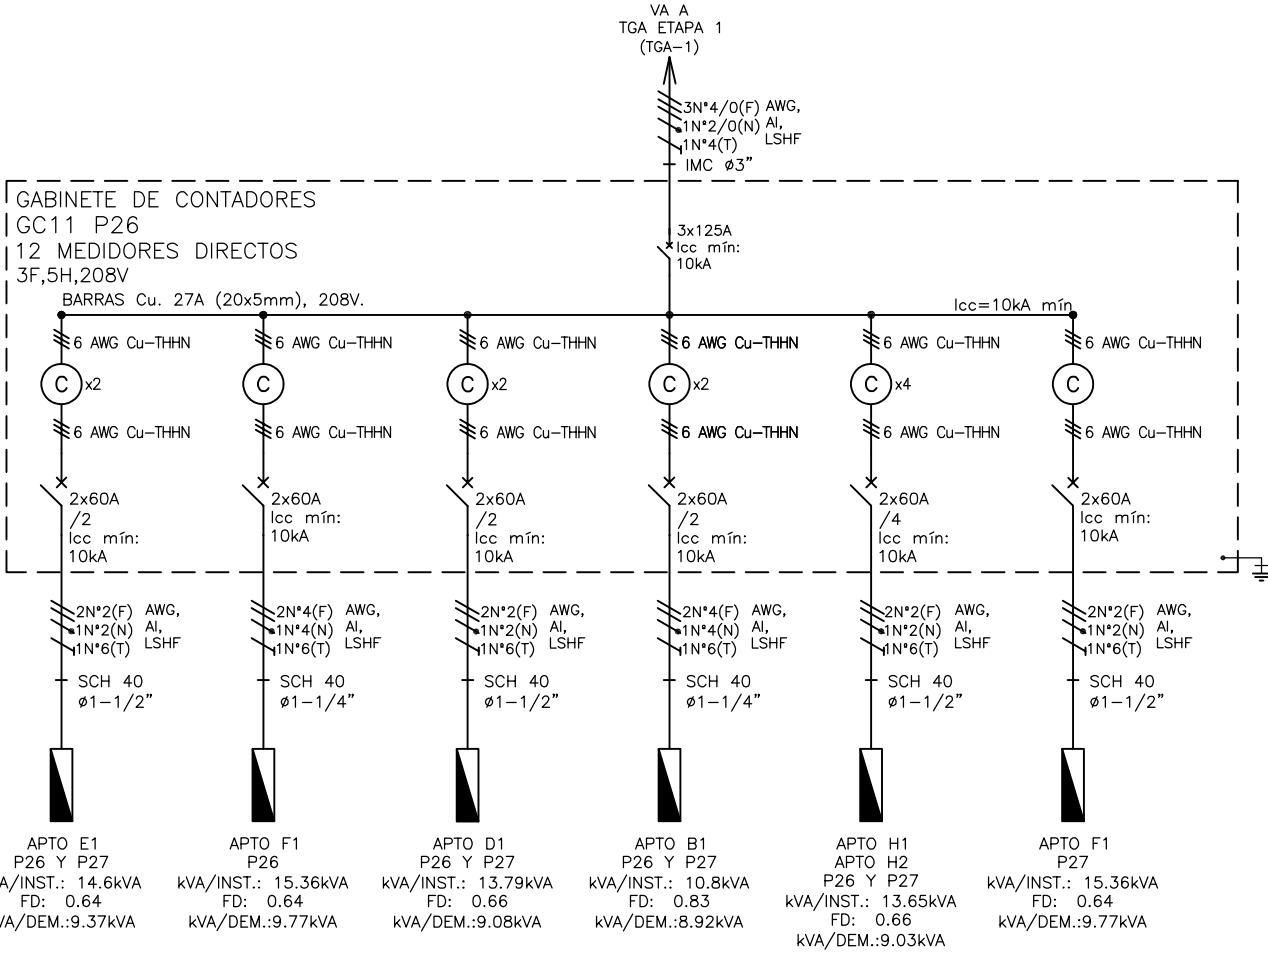 VA A
TGA ETAPA 1
(TGA-1)
3N°4/0(F) AWG,
1N°2/0(N) Al,
1N°4(T) LSHF
IMC ø3"
GABINETE DE CONTADORES
GC11 P26
12 MEDIDORES DIRECTOS
3F,5H,208V
3x125A
Icc mín:
10kA
BARRAS Cu. 27A (20x5mm), 208V.
Icc=10kA mín
6 AWG Cu-THHN
6 AWG Cu-THHN
6 AWG Cu-THHN
6 AWG Cu-THHN
6 AWG Cu-THHN
6 AWG Cu-THHN
C x2
C
C x2
C x2
C x4
C
6 AWG Cu-THHN
6 AWG Cu-THHN
6 AWG Cu-THHN
6 AWG Cu-THHN
6 AWG Cu-THHN
6 AWG Cu-THHN
2x60A
/2
Icc mín:
10kA
2x60A
Icc mín:
10kA
2x60A
/2
Icc mín:
10kA
2x60A
/2
Icc mín:
10kA
2x60A
/4
Icc mín:
10kA
2x60A
Icc mín:
10kA
2N°2(F) AWG,
1N°2(N) Al,
1N°6(T) LSHF
SCH 40
ø1-1/2"
2N°4(F) AWG,
1N°4(N) Al,
1N°6(T) LSHF
SCH 40
ø1-1/4"
2N°2(F) AWG,
1N°2(N) Al,
1N°6(T) LSHF
SCH 40
ø1-1/2"
2N°4(F) AWG,
1N°4(N) Al,
1N°6(T) LSHF
SCH 40
ø1-1/4"
2N°2(F) AWG,
1N°2(N) Al,
1N°6(T) LSHF
SCH 40
ø1-1/2"
2N°2(F) AWG,
1N°2(N) Al,
1N°6(T) LSHF
SCH 40
ø1-1/2"
APTO E1
P26 Y P27
VA/INST.: 14.6kVA
FD: 0.64
VA/DEM.:9.37kVA
APTO F1
P26
kVA/INST.: 15.36kVA
FD: 0.64
kVA/DEM.:9.77kVA
APTO D1
P26 Y P27
kVA/INST.: 13.79kVA
FD: 0.66
kVA/DEM.:9.08kVA
APTO B1
P26 Y P27
kVA/INST.: 10.8kVA
FD: 0.83
kVA/DEM.:8.92kVA
APTO H1
APTO H2
P26 Y P27
kVA/INST.: 13.65kVA
FD: 0.66
kVA/DEM.:9.03kVA
APTO F1
P27
kVA/INST.: 15.36kVA
FD: 0.64
kVA/DEM.:9.77kVA